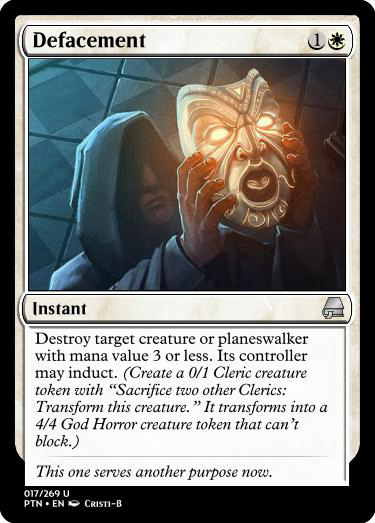 Defacement
1
Instant
Destroy target creature or planeswalker
with mana value 3 or less. Its controller
may induct. (Create a 0/1 Cleric creature
token with “Sacrifice two other Clerics:
Transform this creature.” It transforms into a
4/4 God Horror creature token that can’t
block.)
This one serves another purpose now.
017/269 U
PTN • EN Cristi-B